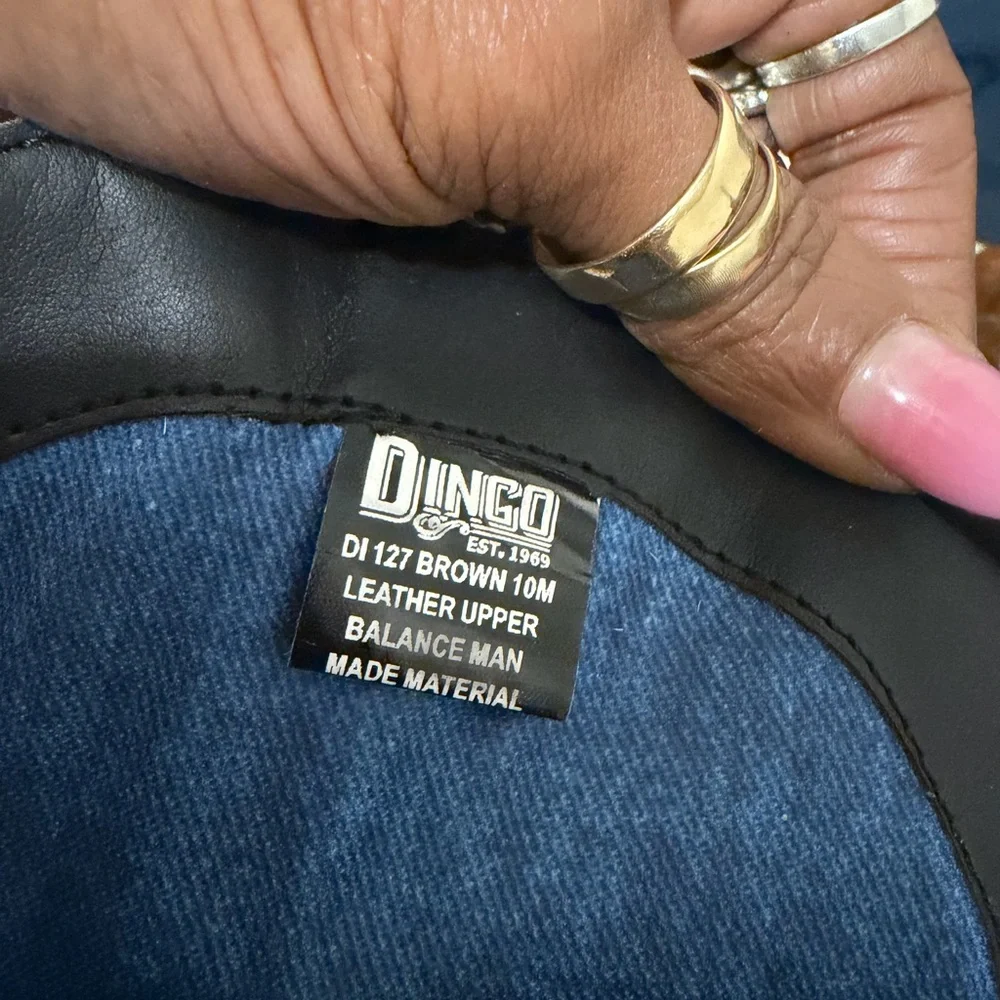 DINGO
EST. 1969
DI 127 BROWN 10M
LEATHER UPPER
BALANCE MAN
MADE MATERIAL